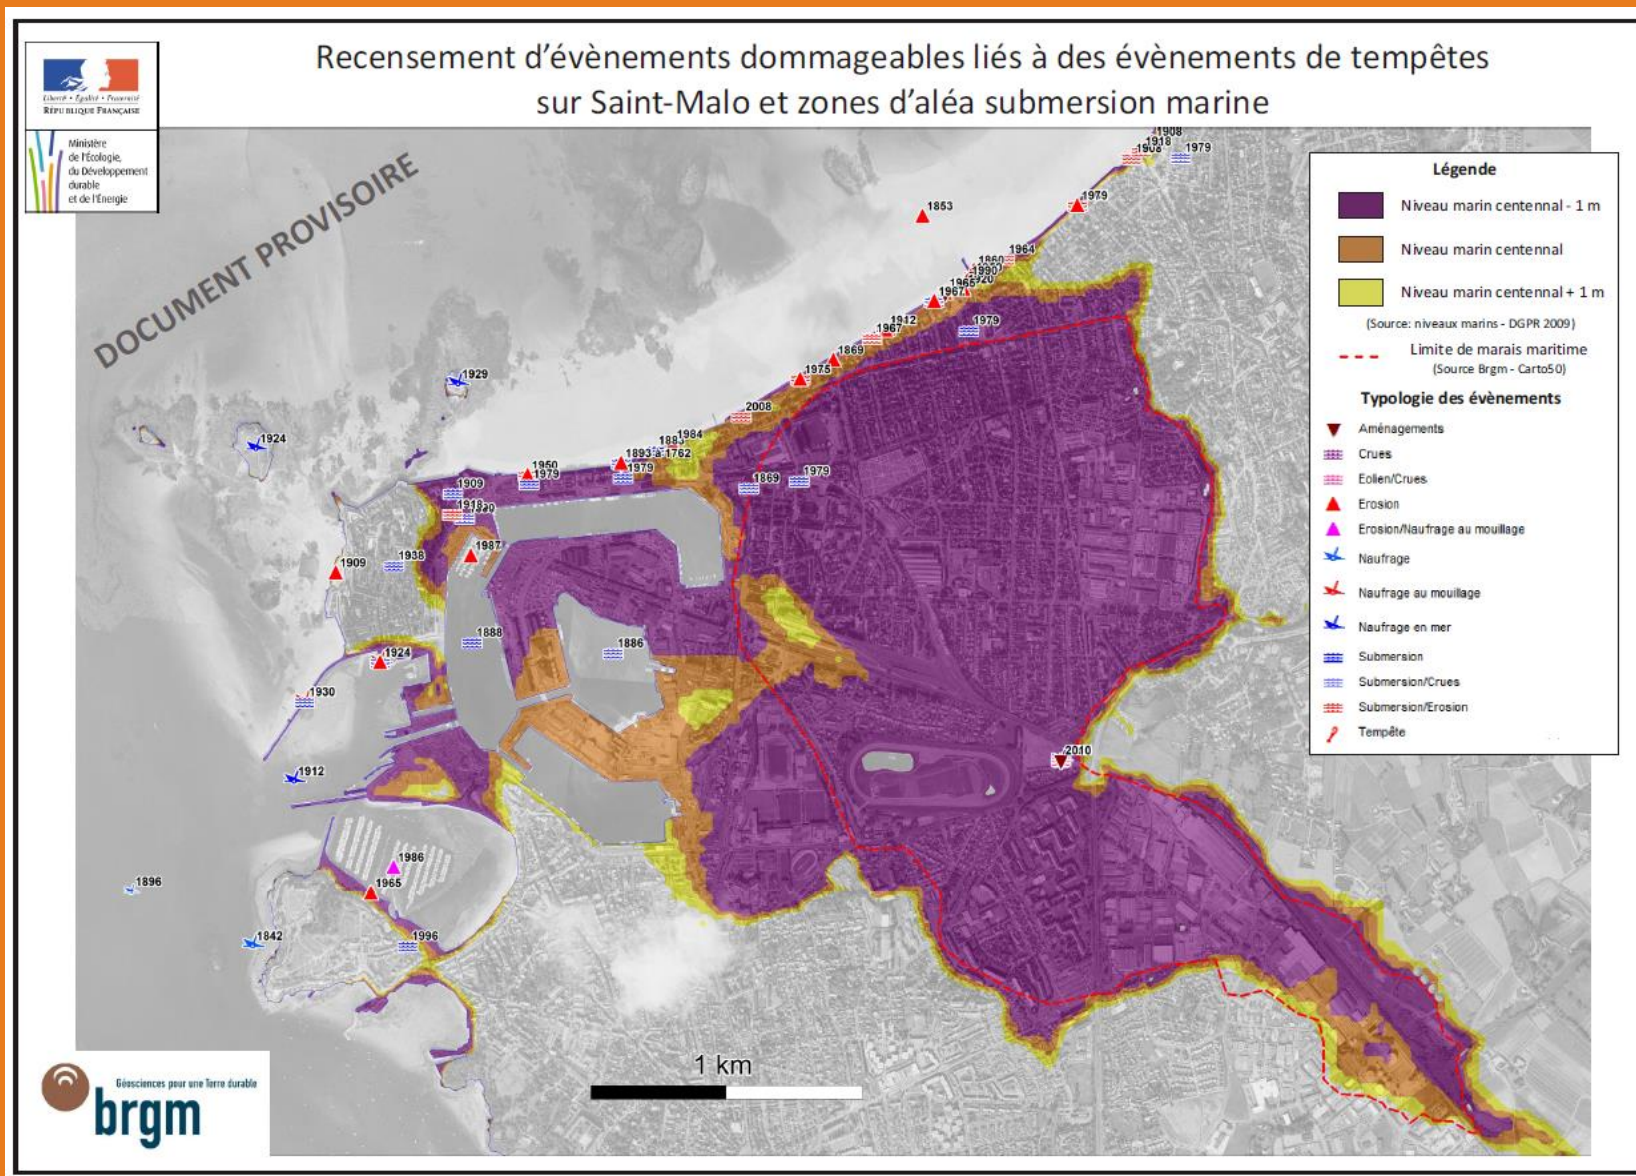 Recensement d'évènements dommageables liés à des évènements de tempêtes
sur Saint-Malo et zones d'aléa submersion marine
Liberté • Égalité • Fraternité
RÉPUBLIQUE FRANÇAISE
Ministère
de l'Écologie,
du Développement
durable
et de l'Énergie
DOCUMENT PROVISOIRE
1908
1918
1908
1979
1979
1853
1964
1860
1990
1965
1920
1967
1979
1912
1967
1869
1975
2008
1984
1893 à 1762
1979
1950
1979
1869
1979
1929
1924
1909
1918
1987
1938
1909
1888
1886
1924
1930
1912
2010
1986
1965
1896
1842
1996
Légende
Niveau marin centennal - 1 m
Niveau marin centennal
Niveau marin centennal + 1 m
(Source: niveaux marins - DGPR 2009)
Limite de marais maritime
(Source Brgm - Carto50)
Typologie des évènements
Aménagements
Crues
Eolien/Crues
Erosion
Erosion/Naufrage au mouillage
Naufrage
Naufrage au mouillage
Naufrage en mer
Submersion
Submersion/Crues
Submersion/Erosion
Tempête
1 km
Géosciences pour une Terre durable
brgm